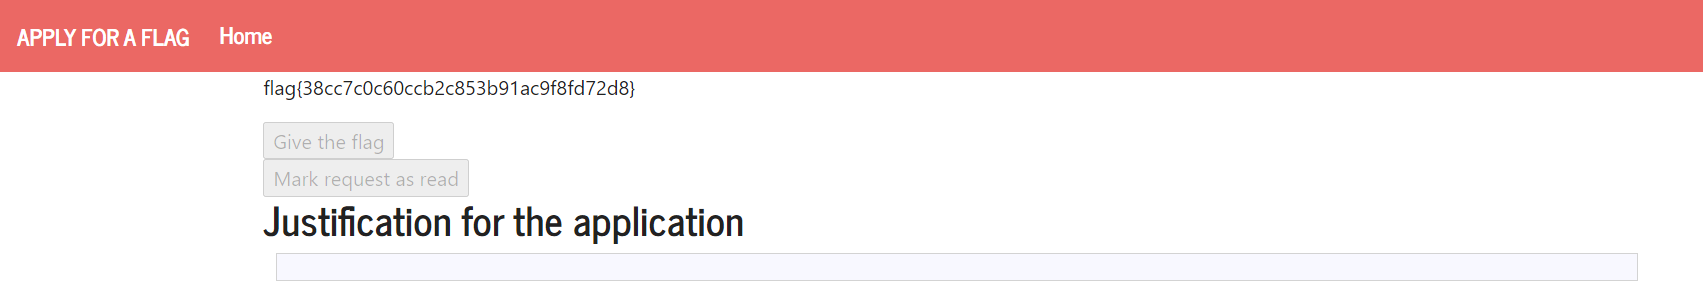 APPLY FOR A FLAG Home
flag{38cc7c0c60ccb2c853b91ac9f8fd72d8}
Give the flag
Mark request as read
Justification for the application